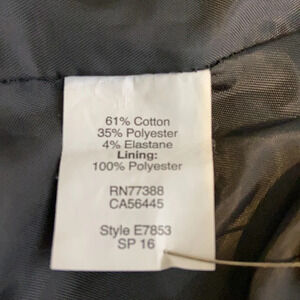 61% Cotton
35% Polyester
4% Elastane
Lining:
100% Polyester
RN77388
CA56445
Style E7853
SP 16